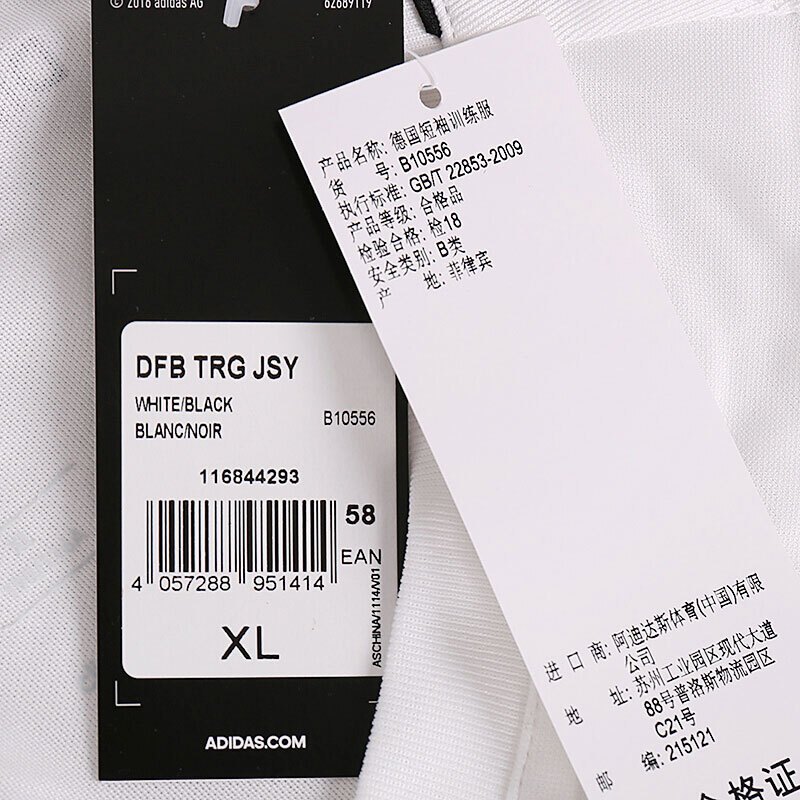 © 2016 adidas AG
62689119
DFB TRG JSY
WHITE/BLACK
BLANC/NOIR
B10556
116844293
58
EAN
4 057288 951414
XL
ASCHINA/1114/V01
ADIDAS.COM
产品名称: 德国短袖训练服
货 号: B10556
执行标准: GB/T 22853-2009
产品等级: 合格品
检验合格: 检18
安全类别: B类
产 地: 非律宾
进 口 商: 阿迪达斯体育(中国)有限
公司
地 址: 苏州工业园区现代大道
88号普洛斯物流园区
C21号
邮 编: 215121
合格证